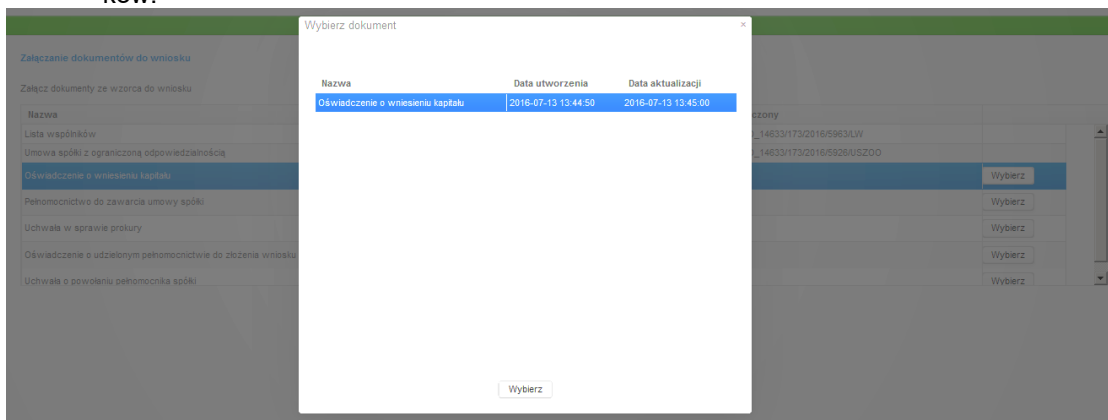 ków.
Wybierz dokument ×
Załączanie dokumentów do wniosku
Załącz dokumenty ze wzorca do wniosku
Nazwa Data utworzenia Data aktualizacji
Oświadczenie o wniesieniu kapitału 2016-07-13 13:44:50 2016-07-13 13:45:00
Nazwa czony
Lista wspólników _14633/173/2016/5963/LW
Umowa spółki z ograniczoną odpowiedzialnością _14633/173/2016/5926/USZOO
Oświadczenie o wniesieniu kapitału Wybierz
Pełnomocnictwo do zawarcia umowy spółki Wybierz
Uchwała w sprawie prokury Wybierz
Oświadczenie o udzielonym pełnomocnictwie do złożenia wniosku Wybierz
Uchwała o powołaniu pełnomocnika spółki Wybierz
Wybierz